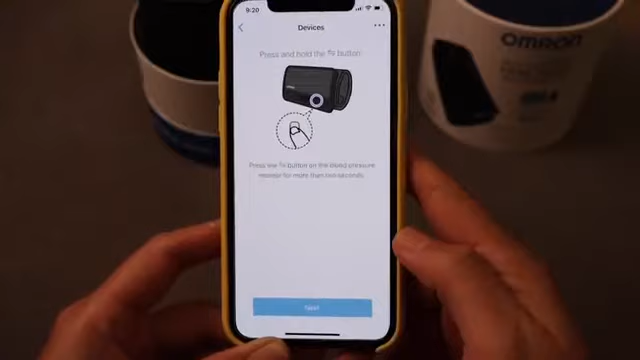 9:20
Devices
Press and hold the button.
Press the button on the blood pressure
monitor for more than two seconds.
Next
OMRON